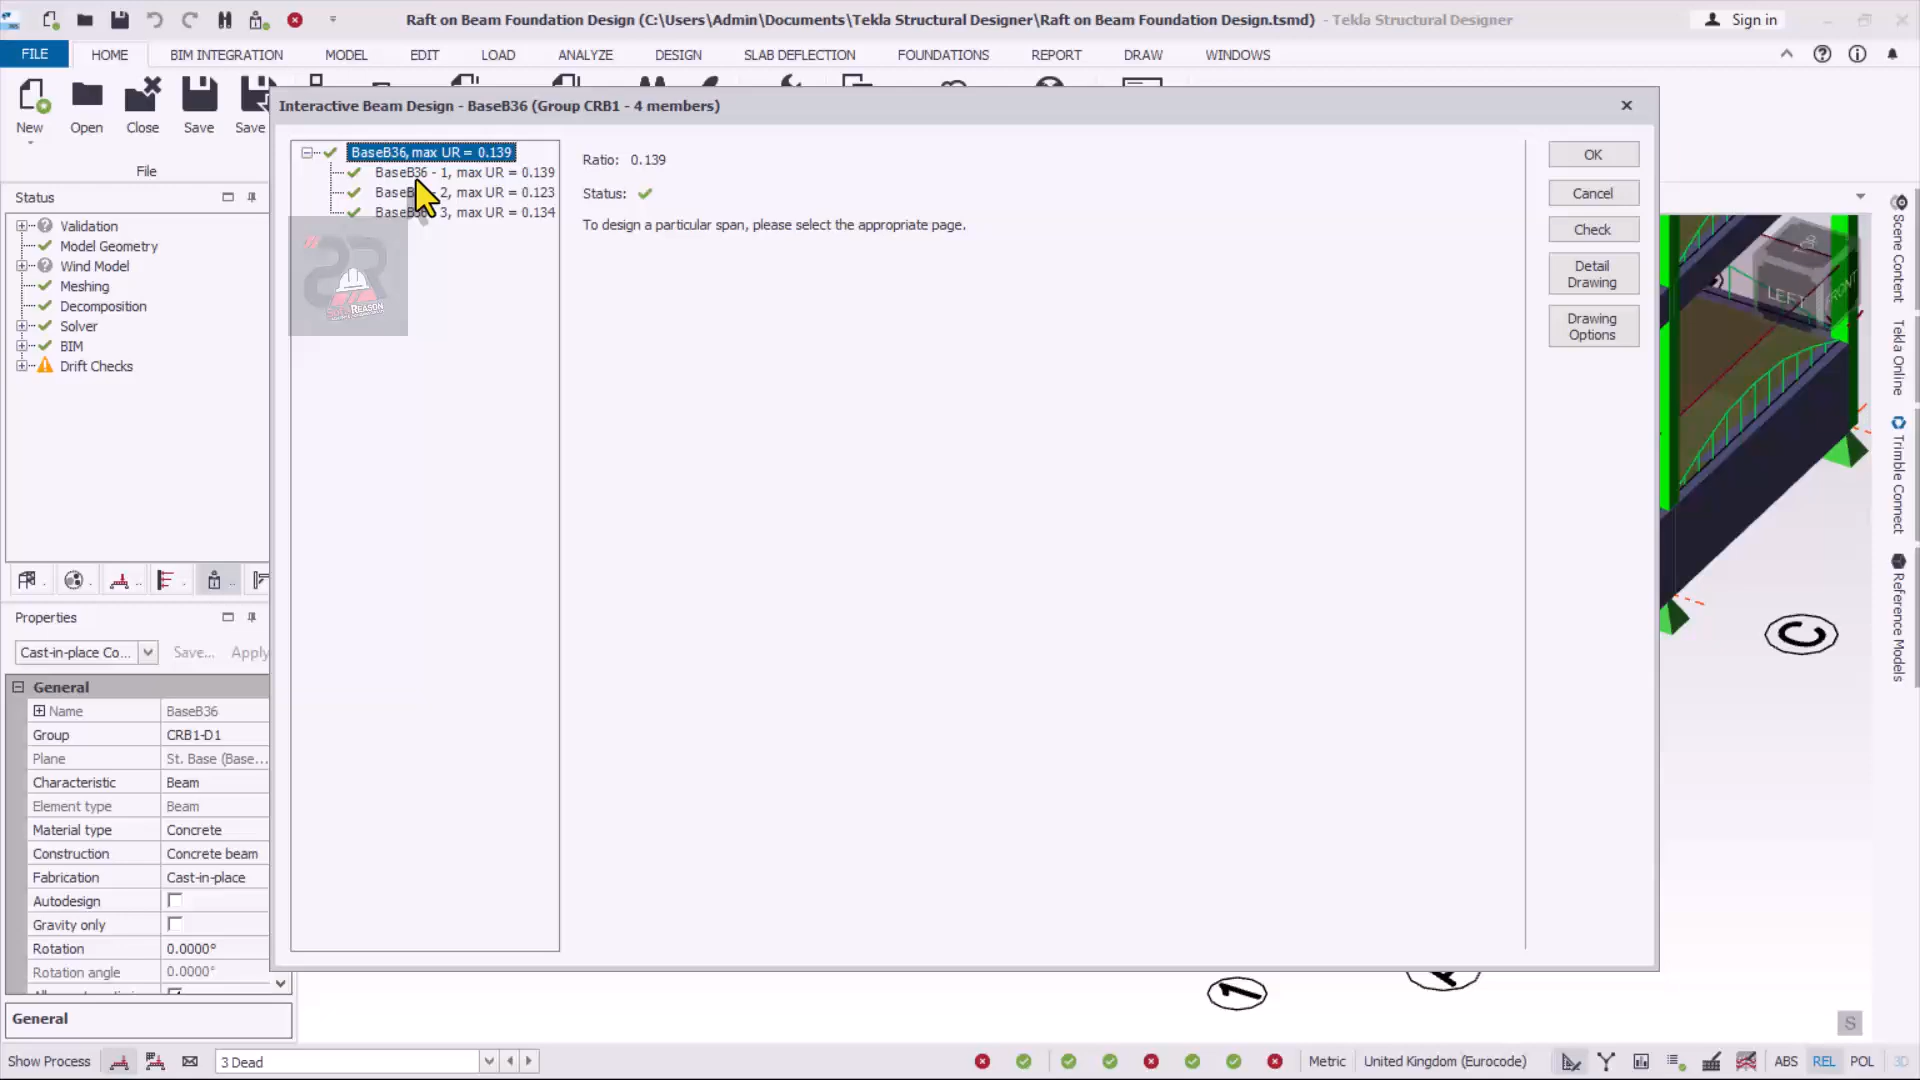 Raft on Beam Foundation Design (C:\Users\Admin\Documents\Tekla Structural Designer\Raft on Beam Foundation Design.tsmd) - Tekla Structural Designer
Sign in
FILE HOME BIM INTEGRATION MODEL EDIT LOAD ANALYZE DESIGN SLAB DEFLECTION FOUNDATIONS REPORT DRAW WINDOWS
New Open Close Save Save
File
Interactive Beam Design - BaseB36 (Group CRB1 - 4 members)
BaseB36, max UR = 0.139
BaseB36 - 1, max UR = 0.139
2, max UR = 0.123
3, max UR = 0.134
Ratio: 0.139
Status:
To design a particular span, please select the appropriate page.
OK
Cancel
Check
Detail
Drawing
Drawing
Options
Status
Validation
Model Geometry
Wind Model
Meshing
Decomposition
Solver
BIM
Drift Checks
Properties
Cast-in-place Co... Save... Apply
General
Name BaseB36
Group CRB1-D1
Plane St. Base (Base...
Characteristic Beam
Element type Beam
Material type Concrete
Construction Concrete beam
Fabrication Cast-in-place
Autodesign
Gravity only
Rotation 0.0000°
Rotation angle 0.0000°
General
LEFT
FRONT
C
1
Scene Content
Tekla Online
Trimble Connect
Reference Models
S
Show Process 3 Dead Metric United Kingdom (Eurocode) ABS REL POL 3D